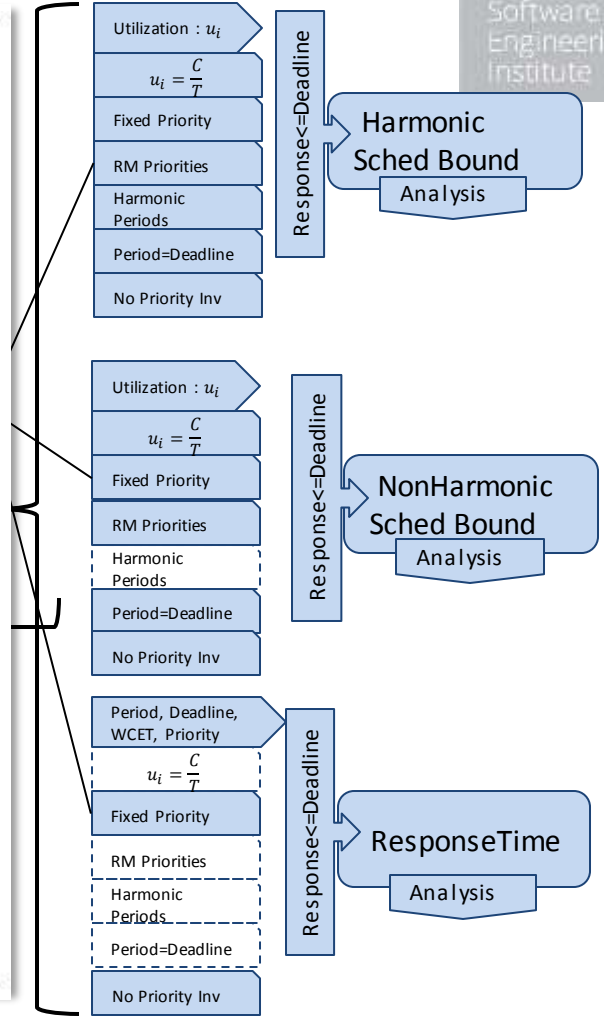 Software
Engineeri
Institute
Utilization : u_i
u_i = C/T
Fixed Priority
RM Priorities
Harmonic
Periods
Period=Deadline
No Priority Inv
Response<=Deadline
Harmonic
Sched Bound
Analysis
Utilization : u_i
u_i = C/T
Fixed Priority
RM Priorities
Harmonic
Periods
Period=Deadline
No Priority Inv
Response<=Deadline
NonHarmonic
Sched Bound
Analysis
Period, Deadline,
WCET, Priority
u_i = C/T
Fixed Priority
RM Priorities
Harmonic
Periods
Period=Deadline
No Priority Inv
Response<=Deadline
ResponseTime
Analysis